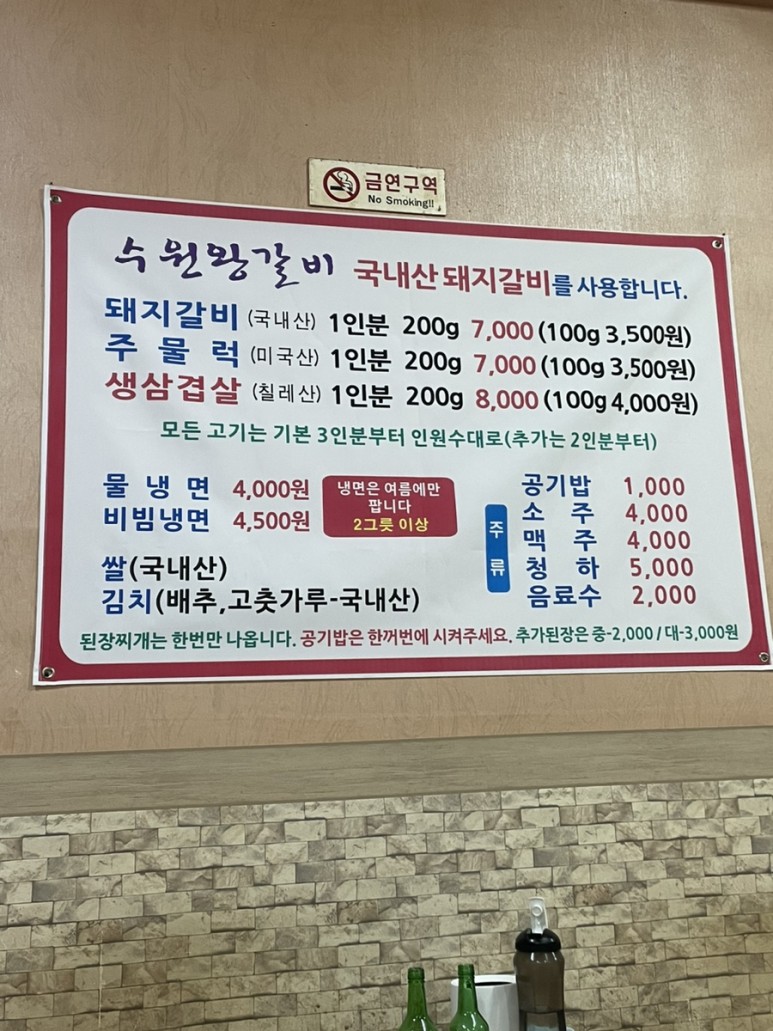 금연구역
No Smoking!!
수원왕갈비 국내산돼지갈비를 사용합니다.
돼지갈비 (국내산) 1인분 200g 7,000 (100g 3,500원)
주물럭 (미국산) 1인분 200g 7,000 (100g 3,500원)
생삼겹살 (칠레산) 1인분 200g 8,000 (100g 4,000원)
모든 고기는 기본 3인분부터 인원수대로(추가는 2인분부터)
물냉면 4,000원
비빔냉면 4,500원
냉면은 여름에만
팝니다
2그릇 이상
쌀(국내산)
김치(배추,고춧가루-국내산)
주류
공기밥 1,000
소주 4,000
맥주 4,000
청하 5,000
음료수 2,000
된장찌개는 한번만 나옵니다. 공기밥은 한꺼번에 시켜주세요. 추가된장은 중-2,000 / 대-3,000원